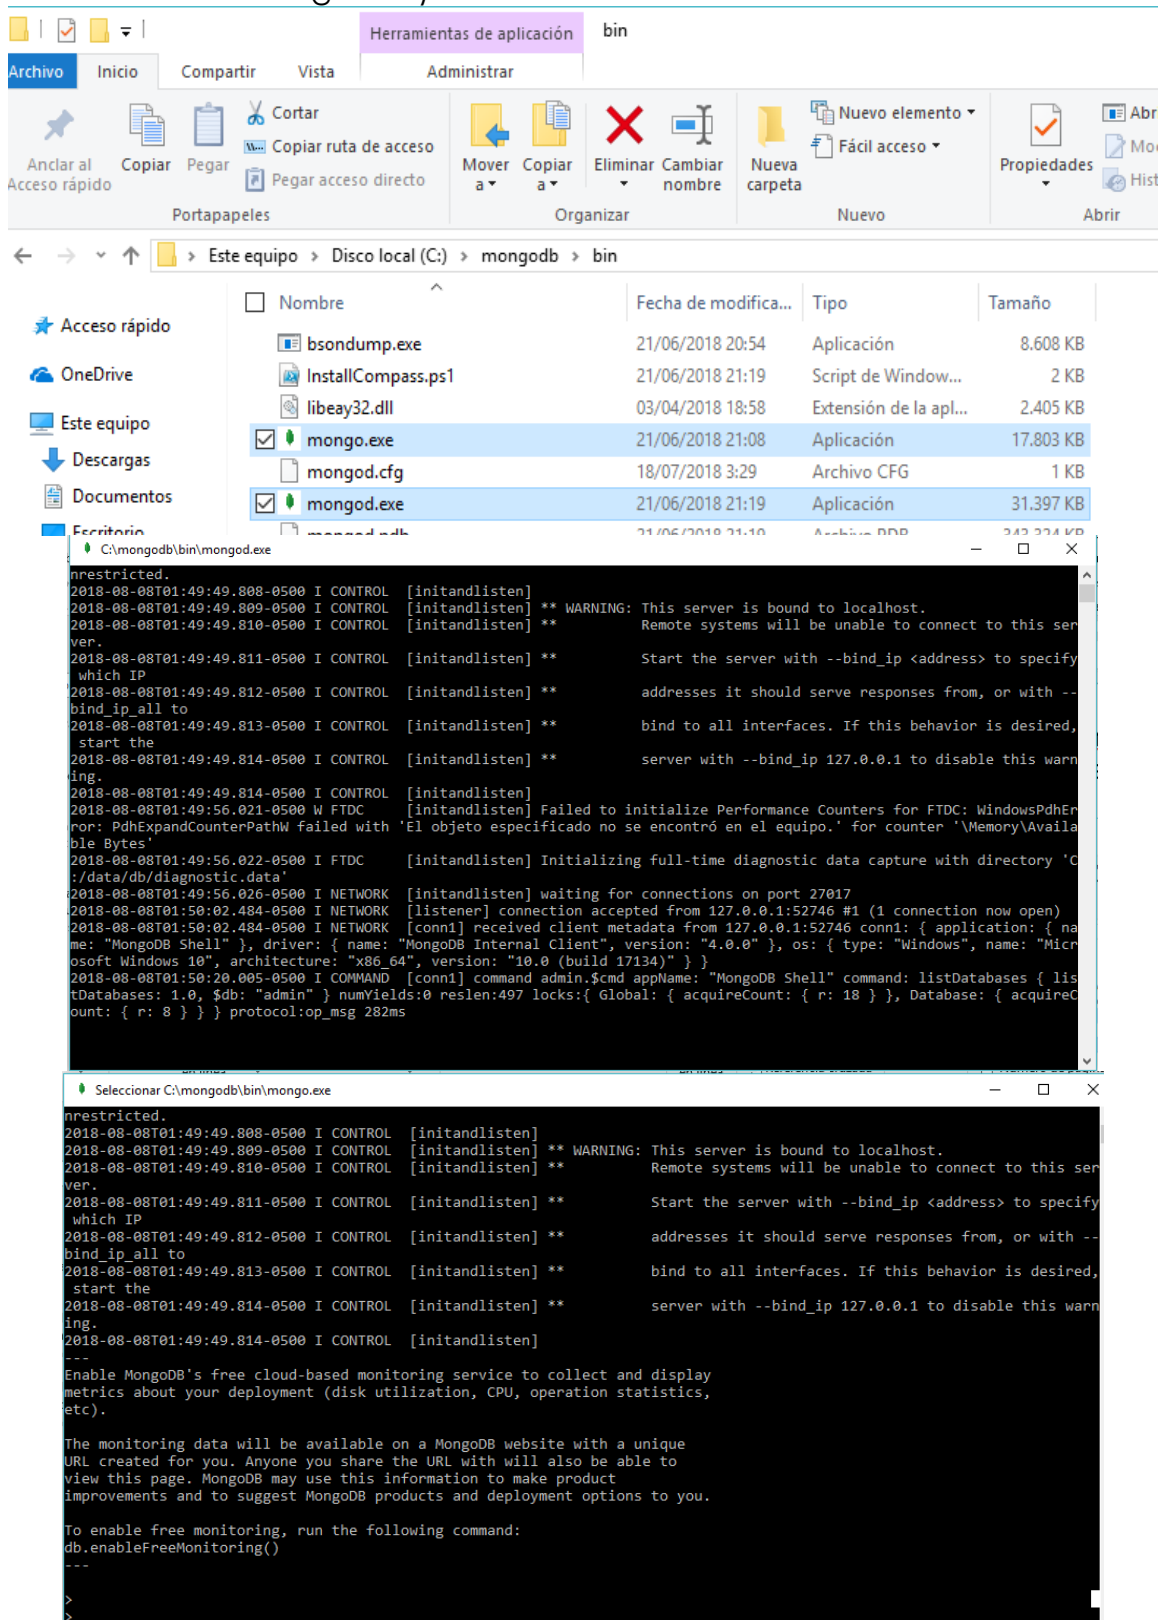 Herramientas de aplicación bin
Archivo Inicio Compartir Vista Administrar
Cortar
Copiar ruta de acceso
Pegar acceso directo
Anclar al
Acceso rápido
Copiar
Pegar
Mover
a
Copiar
a
Eliminar
Cambiar
nombre
Nueva
carpeta
Nuevo elemento
Fácil acceso
Propiedades
Abr
Mo
Hist
Portapapeles Organizar Nuevo Abrir
Este equipo > Disco local (C:) > mongodb > bin
Nombre Fecha de modifica... Tipo Tamaño
Acceso rápido
OneDrive
Este equipo
Descargas
Documentos
Escritorio
bsondump.exe 21/06/2018 20:54 Aplicación 8.608 KB
InstallCompass.ps1 21/06/2018 21:19 Script de Window... 2 KB
libeay32.dll 03/04/2018 18:58 Extensión de la apl... 2.405 KB
mongo.exe 21/06/2018 21:08 Aplicación 17.803 KB
mongod.cfg 18/07/2018 3:29 Archivo CFG 1 KB
mongod.exe 21/06/2018 21:19 Aplicación 31.397 KB
mongod.pdb 21/06/2018 21:19 Archivo PDB 343.324 KB
C:\mongodb\bin\mongod.exe
nrestricted.
2018-08-08T01:49:49.808-0500 I CONTROL  [initandlisten]
2018-08-08T01:49:49.809-0500 I CONTROL  [initandlisten] ** WARNING: This server is bound to localhost.
2018-08-08T01:49:49.810-0500 I CONTROL  [initandlisten] **          Remote systems will be unable to connect to this ser
ver.
2018-08-08T01:49:49.811-0500 I CONTROL  [initandlisten] **          Start the server with --bind_ip <address> to specify
 which IP
2018-08-08T01:49:49.812-0500 I CONTROL  [initandlisten] **          addresses it should serve responses from, or with --
bind_ip_all to
2018-08-08T01:49:49.813-0500 I CONTROL  [initandlisten] **          bind to all interfaces. If this behavior is desired,
 start the
2018-08-08T01:49:49.814-0500 I CONTROL  [initandlisten] **          server with --bind_ip 127.0.0.1 to disable this warn
ing.
2018-08-08T01:49:49.814-0500 I CONTROL  [initandlisten]
2018-08-08T01:49:56.021-0500 W FTDC     [initandlisten] Failed to initialize Performance Counters for FTDC: WindowsPdhEr
ror: PdhExpandCounterPathW failed with 'El objeto especificado no se encontró en el equipo.' for counter '\Memory\Availa
ble Bytes'
2018-08-08T01:49:56.022-0500 I FTDC     [initandlisten] Initializing full-time diagnostic data capture with directory 'C
:/data/db/diagnostic.data'
2018-08-08T01:49:56.026-0500 I NETWORK  [initandlisten] waiting for connections on port 27017
2018-08-08T01:50:02.484-0500 I NETWORK  [listener] connection accepted from 127.0.0.1:52746 #1 (1 connection now open)
2018-08-08T01:50:02.484-0500 I NETWORK  [conn1] received client metadata from 127.0.0.1:52746 conn1: { application: { na
me: "MongoDB Shell" }, driver: { name: "MongoDB Internal Client", version: "4.0.0" }, os: { type: "Windows", name: "Micr
osoft Windows 10", architecture: "x86_64", version: "10.0 (build 17134)" } }
2018-08-08T01:50:20.005-0500 I COMMAND  [conn1] command admin.$cmd appName: "MongoDB Shell" command: listDatabases { lis
tDatabases: 1.0, $db: "admin" } numYields:0 reslen:497 locks:{ Global: { acquireCount: { r: 18 } }, Database: { acquireC
ount: { r: 8 } } } protocol:op_msg 282ms
Seleccionar C:\mongodb\bin\mongo.exe
nrestricted.
2018-08-08T01:49:49.808-0500 I CONTROL  [initandlisten]
2018-08-08T01:49:49.809-0500 I CONTROL  [initandlisten] ** WARNING: This server is bound to localhost.
2018-08-08T01:49:49.810-0500 I CONTROL  [initandlisten] **          Remote systems will be unable to connect to this ser
ver.
2018-08-08T01:49:49.811-0500 I CONTROL  [initandlisten] **          Start the server with --bind_ip <address> to specify
 which IP
2018-08-08T01:49:49.812-0500 I CONTROL  [initandlisten] **          addresses it should serve responses from, or with --
bind_ip_all to
2018-08-08T01:49:49.813-0500 I CONTROL  [initandlisten] **          bind to all interfaces. If this behavior is desired,
 start the
2018-08-08T01:49:49.814-0500 I CONTROL  [initandlisten] **          server with --bind_ip 127.0.0.1 to disable this warn
ing.
2018-08-08T01:49:49.814-0500 I CONTROL  [initandlisten]
---
Enable MongoDB's free cloud-based monitoring service to collect and display
metrics about your deployment (disk utilization, CPU, operation statistics,
etc).
The monitoring data will be available on a MongoDB website with a unique
URL created for you. Anyone you share the URL with will also be able to
view this page. MongoDB may use this information to make product
improvements and to suggest MongoDB products and deployment options to you.
To enable free monitoring, run the following command:
db.enableFreeMonitoring()
---
>
>